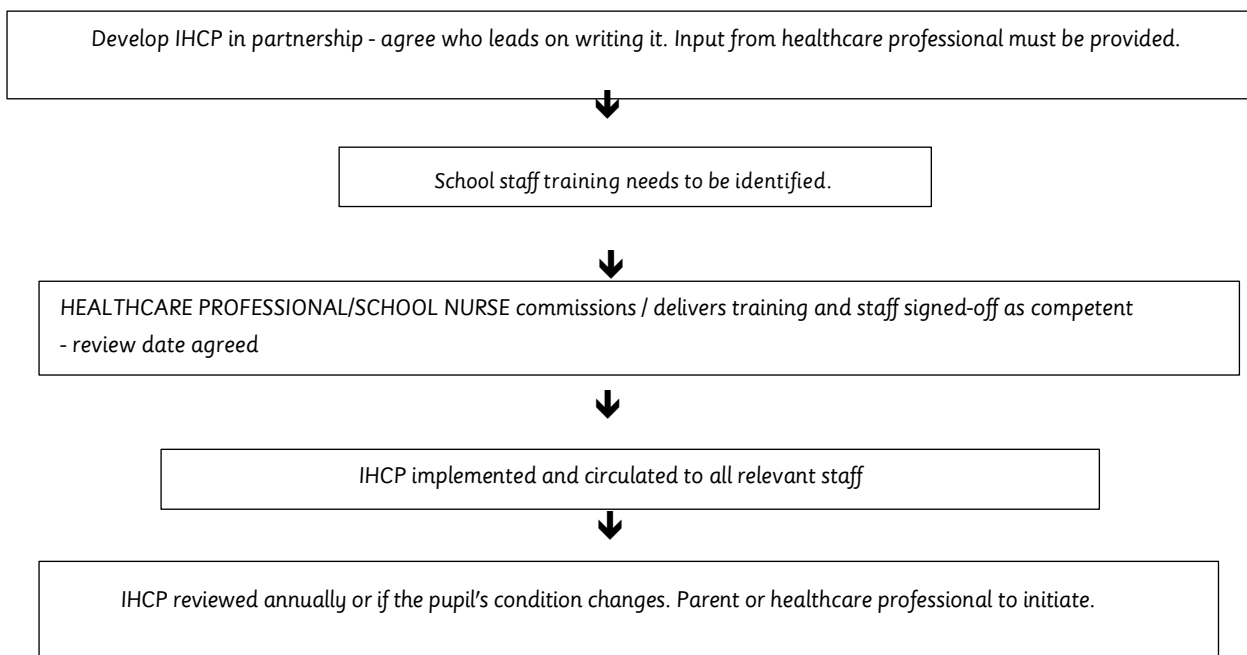 Develop IHCP in partnership - agree who leads on writing it. Input from healthcare professional must be provided.
School staff training needs to be identified.
HEALTHCARE PROFESSIONAL/SCHOOL NURSE commissions / delivers training and staff signed-off as competent
- review date agreed
IHCP implemented and circulated to all relevant staff
IHCP reviewed annually or if the pupil's condition changes. Parent or healthcare professional to initiate.